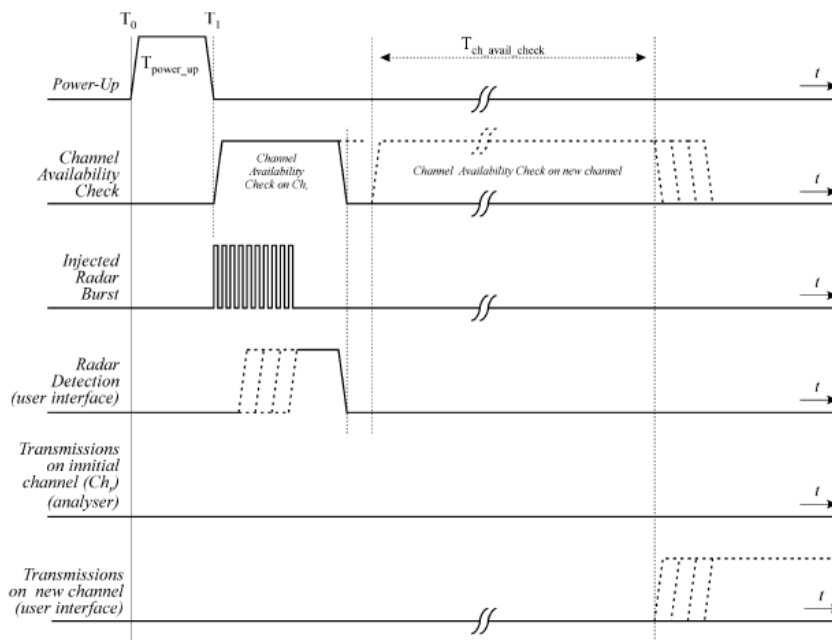 T0 T1
Tpower_up
Tch_avail_check
Power-Up
t
Channel
Availability
Check
Channel
Availability
Check on Chr
Channel Availability Check on new channel
t
Injected
Radar
Burst
t
Radar
Detection
(user interface)
t
Transmissions
on innitial
channel (Chr)
(analyser)
t
Transmissions
on new channel
(user interface)
t